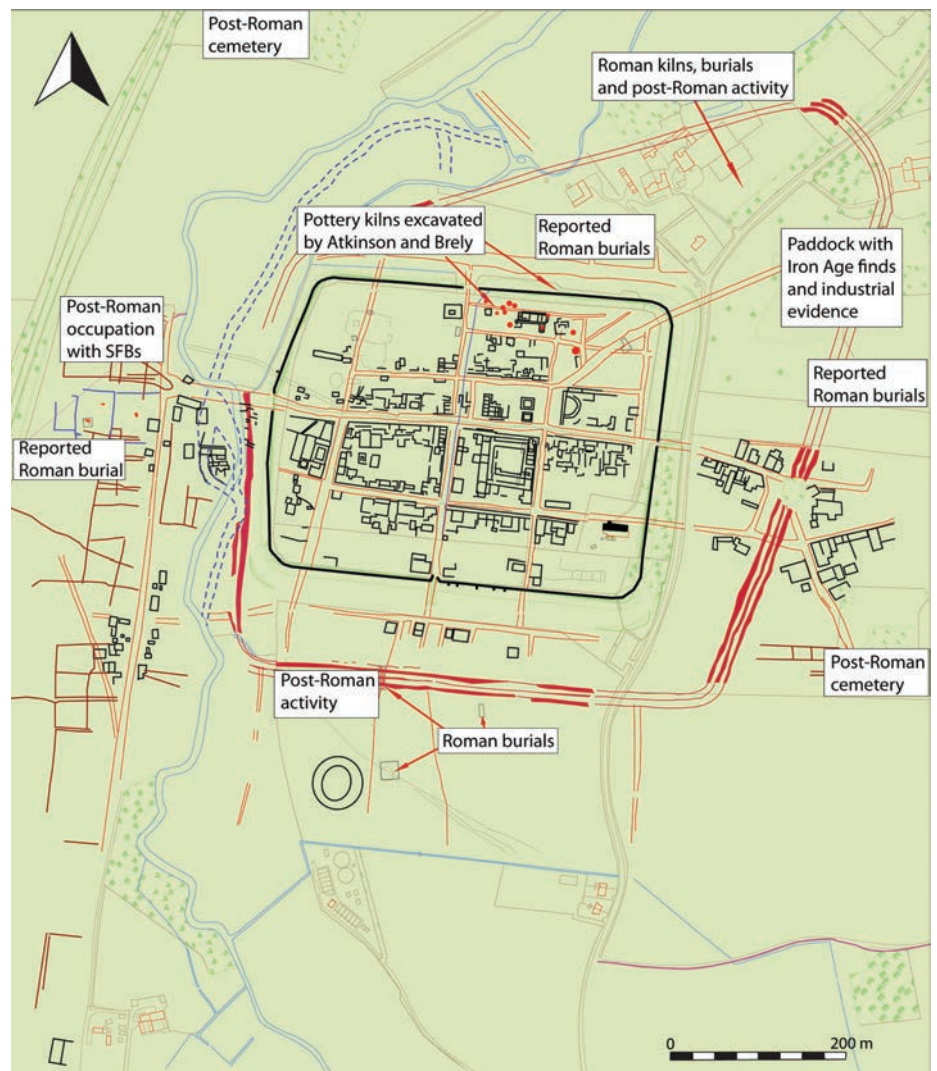 Post-Roman
cemetery
Roman kilns, burials
and post-Roman activity
Pottery kilns excavated
by Atkinson and Brely
Reported
Roman burials
Paddock with
Iron Age finds
and industrial
evidence
Post-Roman
occupation
with SFBs
Reported
Roman burials
Reported
Roman burial
Post-Roman
activity
Post-Roman
cemetery
Roman burials
0 200 m